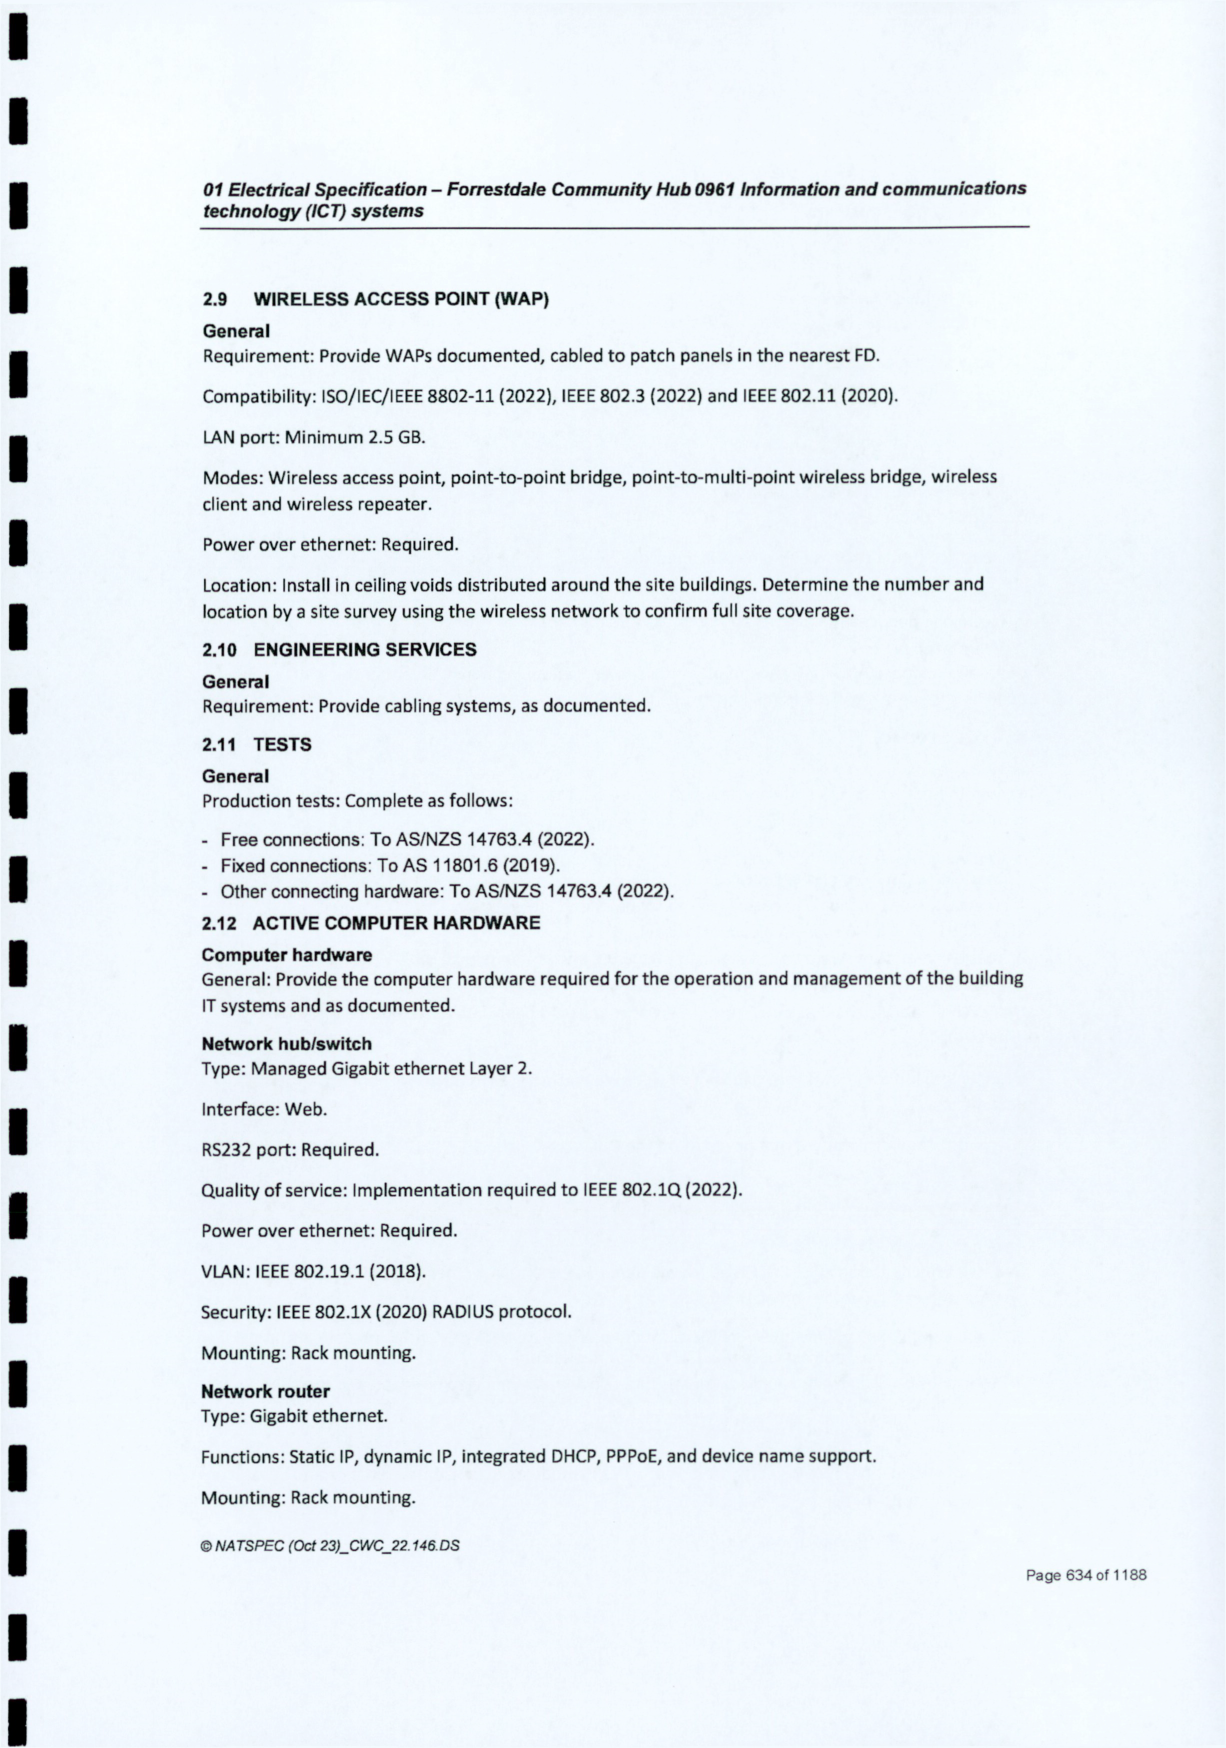 01 Electrical Specification – Forrestdale Community Hub 0961 Information and communications
technology (ICT) systems
2.9 WIRELESS ACCESS POINT (WAP)
General
Requirement: Provide WAPs documented, cabled to patch panels in the nearest FD.
Compatibility: ISO/IEC/IEEE 8802-11 (2022), IEEE 802.3 (2022) and IEEE 802.11 (2020).
LAN port: Minimum 2.5 GB.
Modes: Wireless access point, point-to-point bridge, point-to-multi-point wireless bridge, wireless
client and wireless repeater.
Power over ethernet: Required.
Location: Install in ceiling voids distributed around the site buildings. Determine the number and
location by a site survey using the wireless network to confirm full site coverage.
2.10 ENGINEERING SERVICES
General
Requirement: Provide cabling systems, as documented.
2.11 TESTS
General
Production tests: Complete as follows:
- Free connections: To AS/NZS 14763.4 (2022).
- Fixed connections: To AS 11801.6 (2019).
- Other connecting hardware: To AS/NZS 14763.4 (2022).
2.12 ACTIVE COMPUTER HARDWARE
Computer hardware
General: Provide the computer hardware required for the operation and management of the building
IT systems and as documented.
Network hub/switch
Type: Managed Gigabit ethernet Layer 2.
Interface: Web.
RS232 port: Required.
Quality of service: Implementation required to IEEE 802.1Q (2022).
Power over ethernet: Required.
VLAN: IEEE 802.19.1 (2018).
Security: IEEE 802.1X (2020) RADIUS protocol.
Mounting: Rack mounting.
Network router
Type: Gigabit ethernet.
Functions: Static IP, dynamic IP, integrated DHCP, PPPoE, and device name support.
Mounting: Rack mounting.
© NATSPEC (Oct 23)_CWC_22.146.DS
Page 634 of 1188